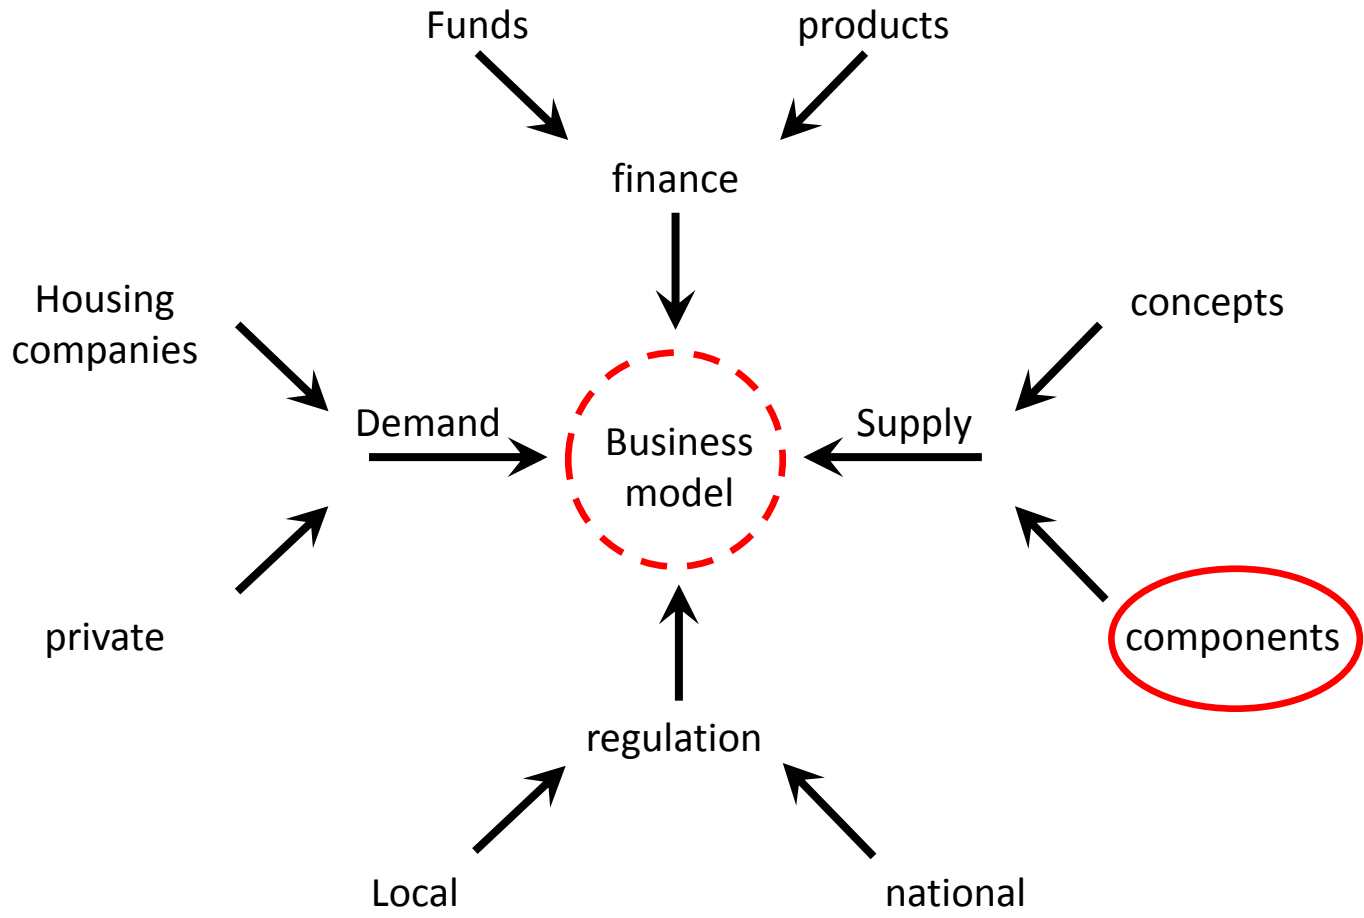 Funds
products
finance
Housing
companies
concepts
Demand
Supply
Business
model
private
components
regulation
Local
national